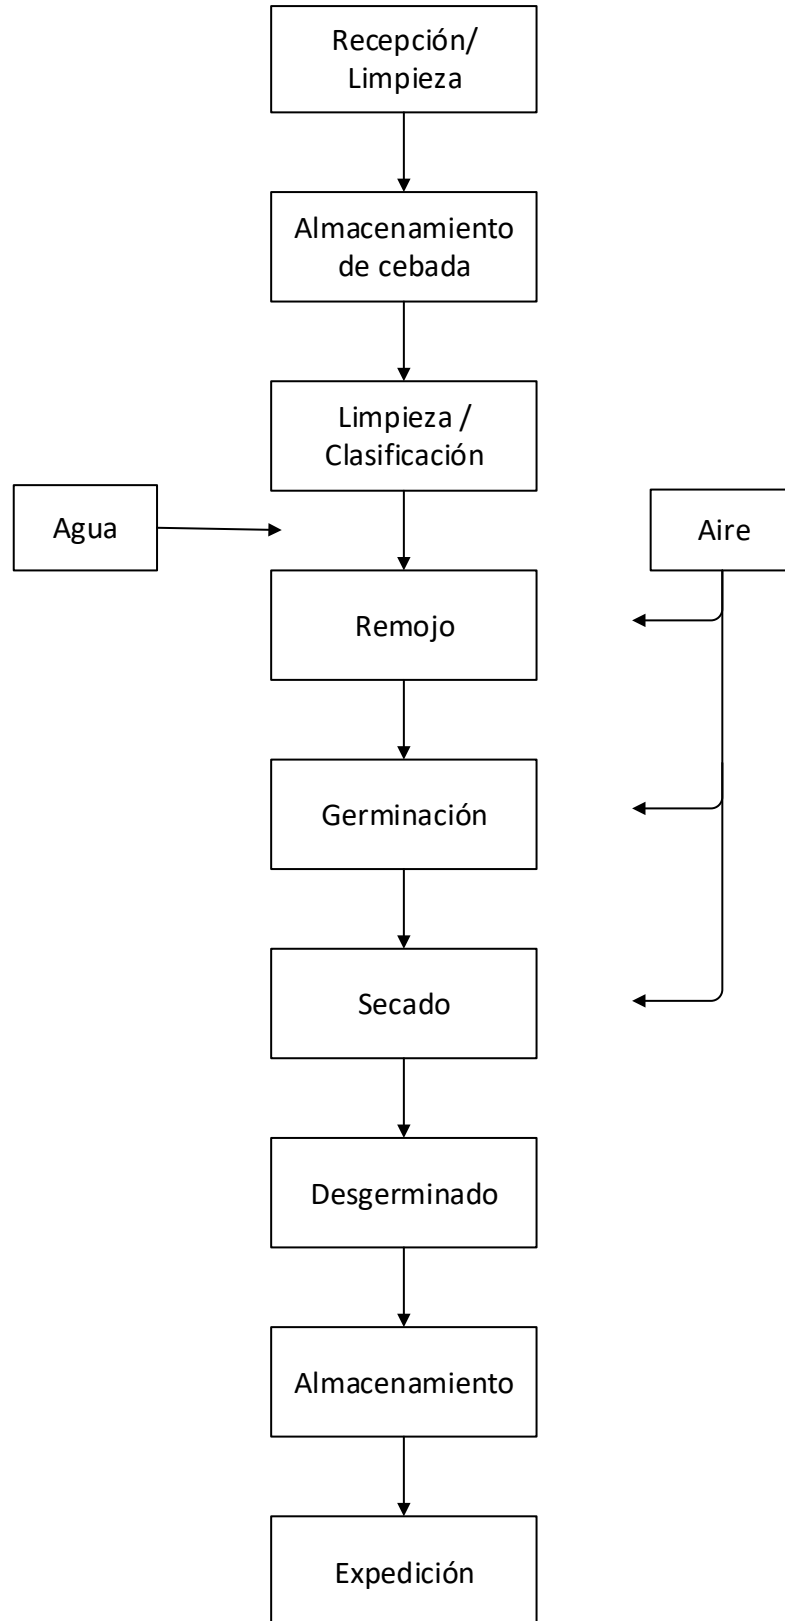 Recepción/
Limpieza
Almacenamiento
de cebada
Limpieza /
Clasificación
Agua
Aire
Remojo
Germinación
Secado
Desgerminado
Almacenamiento
Expedición